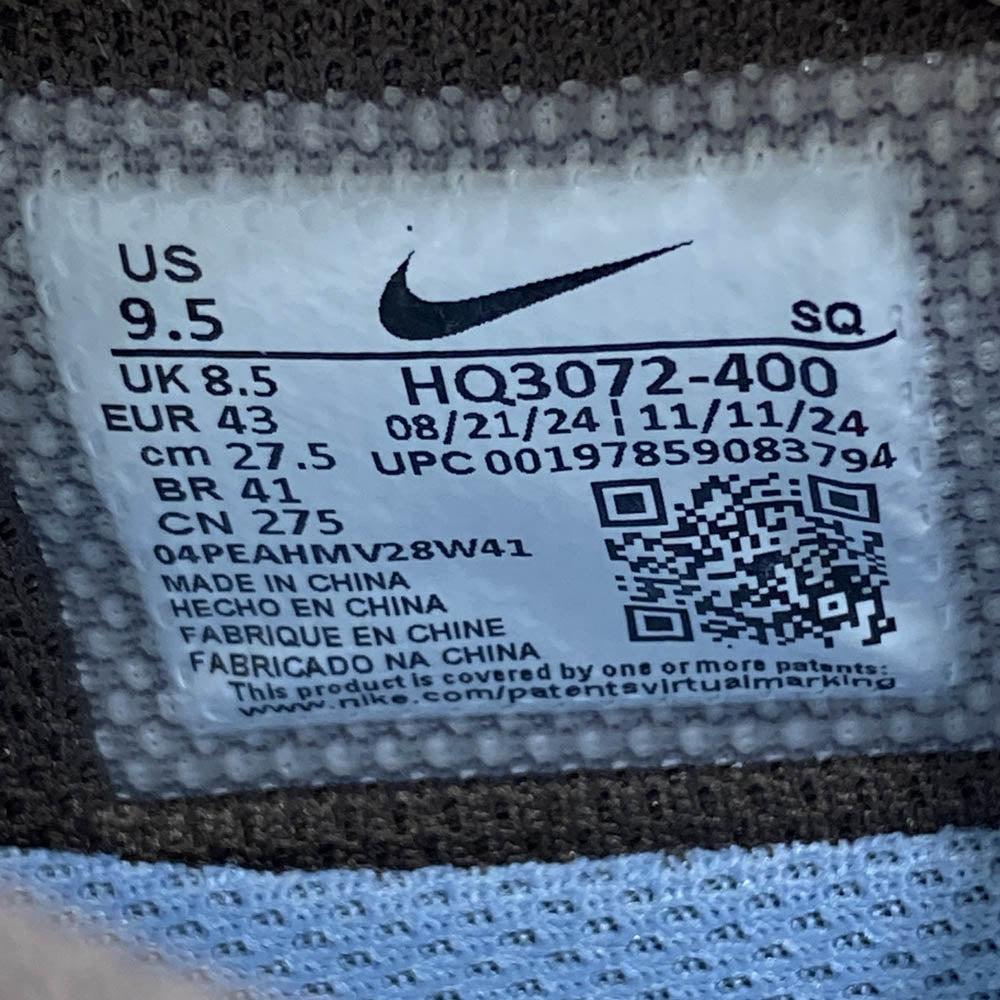 US
9.5
SQ
UK 8.5
HQ3072-400
EUR 43
08/21/24 ¦ 11/11/24
cm 27.5
UPC 00197859083794
BR 41
CN 275
04PEAHMV28W41
MADE IN CHINA
HECHO EN CHINA
FABRIQUE EN CHINE
FABRICADO NA CHINA
This product is covered by one or more patents:
www.nike.com/patentsvirtualmarking